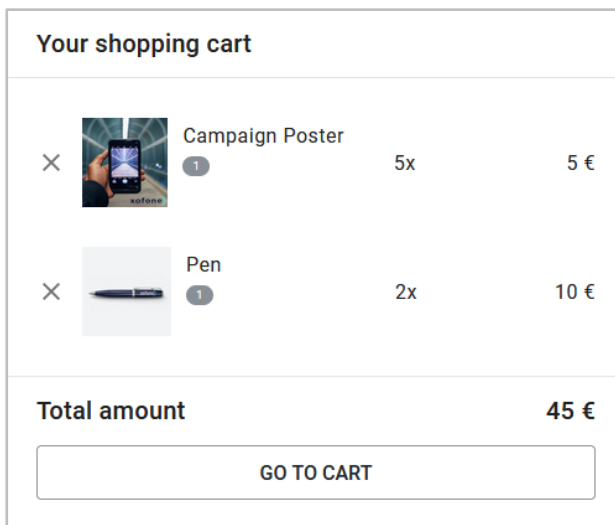 Your shopping cart
Campaign Poster
1
5x
5 €
xofone
Pen
1
2x
10 €
Total amount
45 €
GO TO CART